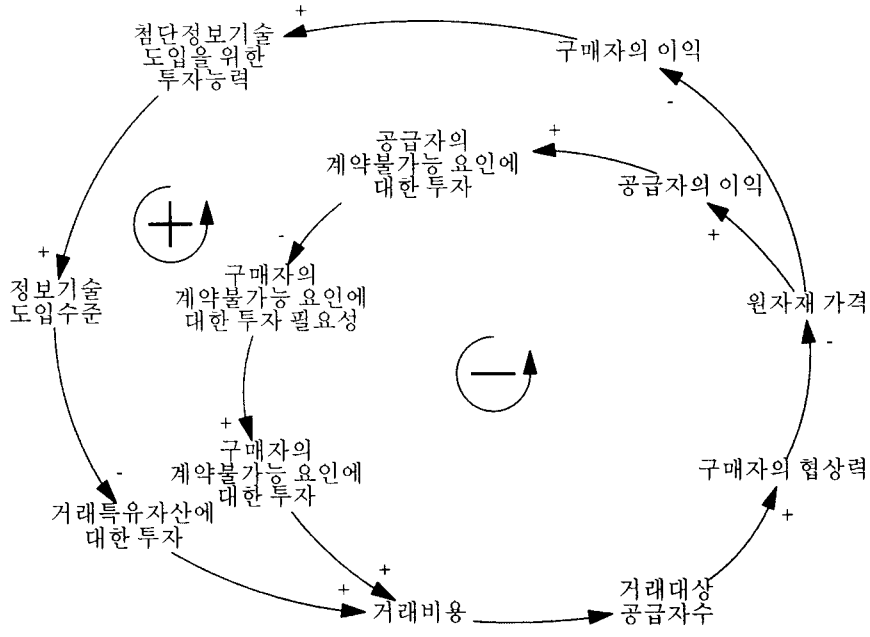 첨단정보기술
도입을 위한
투자능력
+
구매자의 이익
-
공급자의
계약불가능 요인에
대한 투자
+
공급자의 이익
+
+
-
+
정보기술
도입수준
구매자의
계약불가능 요인에
대한 투자 필요성
원자재 가격
-
—
+
구매자의
계약불가능 요인에
대한 투자
구매자의 협상력
+
-
거래특유자산에
대한 투자
+
+
거래비용
거래대상
공급자수